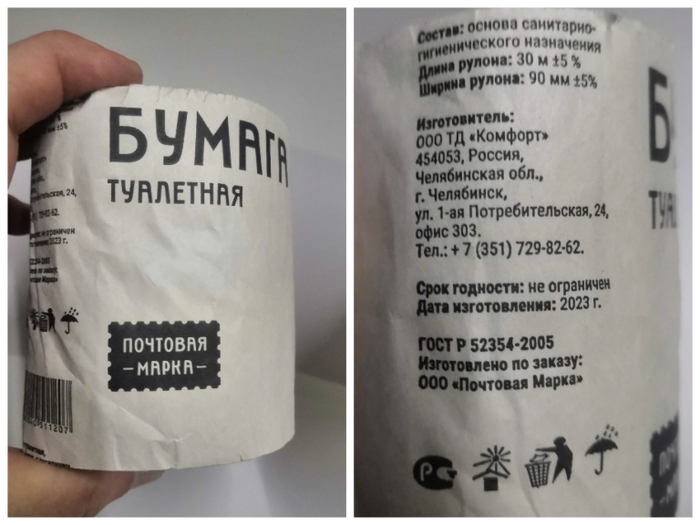 БУМАГА
ТУАЛЕТНАЯ
ПОЧТОВАЯ
–МАРКА–
Состав: основа санитарно-
гигиенического назначения
Длина рулона: 30 м ±5 %
Ширина рулона: 90 мм ±5%
Изготовитель:
ООО ТД «Комфорт»
454053, Россия,
Челябинская обл.,
г. Челябинск,
ул. 1-ая Потребительская, 24,
офис 303.
Тел.: + 7 (351) 729-82-62.
Срок годности: не ограничен
Дата изготовления: 2023 г.
ГОСТ Р 52354-2005
Изготовлено по заказу:
ООО «Почтовая Марка»